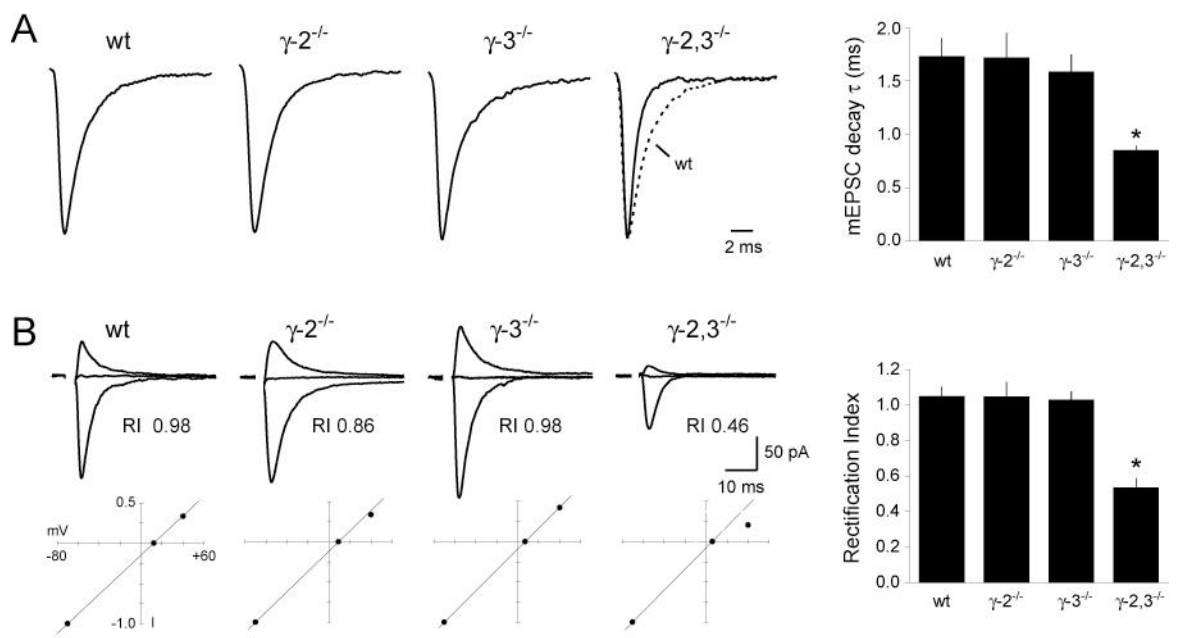 A
wt
γ-2-/-
γ-3-/-
γ-2,3-/-
wt
2 ms
mEPSC decay τ (ms)
2.0
1.5
1.0
0.5
0.0
*
wt
γ-2-/-
γ-3-/-
γ-2,3-/-
B
wt
γ-2-/-
γ-3-/-
γ-2,3-/-
RI 0.98
RI 0.86
RI 0.98
RI 0.46
50 pA
10 ms
0.5
mV
-80
+60
-1.0
I
Rectification Index
1.2
1.0
0.8
0.6
0.4
0.2
0.0
*
wt
γ-2-/-
γ-3-/-
γ-2,3-/-